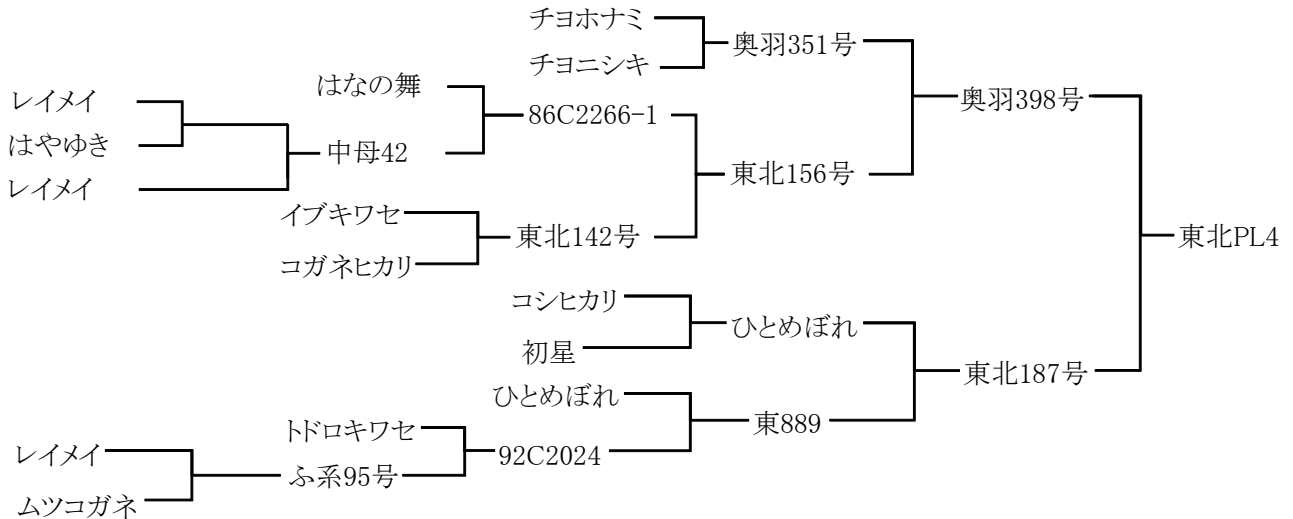 チヨホナミ
奥羽351号
チヨニシキ
はなの舞
レイメイ
86C2266-1
奥羽398号
はやゆき
中母42
レイメイ
東北156号
イブキワセ
東北142号
東北PL4
コガネヒカリ
コシヒカリ
ひとめぼれ
初星
東北187号
ひとめぼれ
東889
トドロキワセ
レイメイ
92C2024
ふ系95号
ムツコガネ